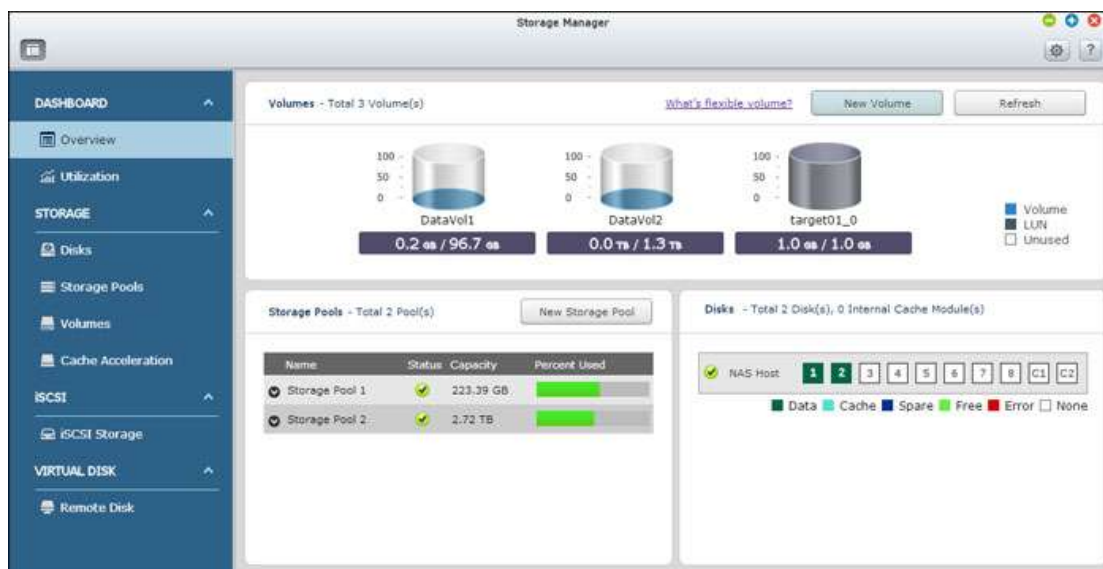 Storage Manager
?
DASHBOARD
Overview
Utilization
STORAGE
Disks
Storage Pools
Volumes
Cache Acceleration
iSCSI
iSCSI Storage
VIRTUAL DISK
Remote Disk
Volumes - Total 3 Volume(s)
What's flexible volume?
New Volume
Refresh
100
50
0
DataVol1
0.2 GB / 96.7 GB
100
50
0
DataVol2
0.0 TB / 1.3 TB
100
50
0
target01_0
1.0 GB / 1.0 GB
Volume
LUN
Unused
Storage Pools - Total 2 Pool(s)
New Storage Pool
Name Status Capacity Percent Used
Storage Pool 1 223.39 GB
Storage Pool 2 2.72 TB
Disks - Total 2 Disk(s), 0 Internal Cache Module(s)
NAS Host 1 2 3 4 5 6 7 8 C1 C2
Data Cache Spare Free Error None